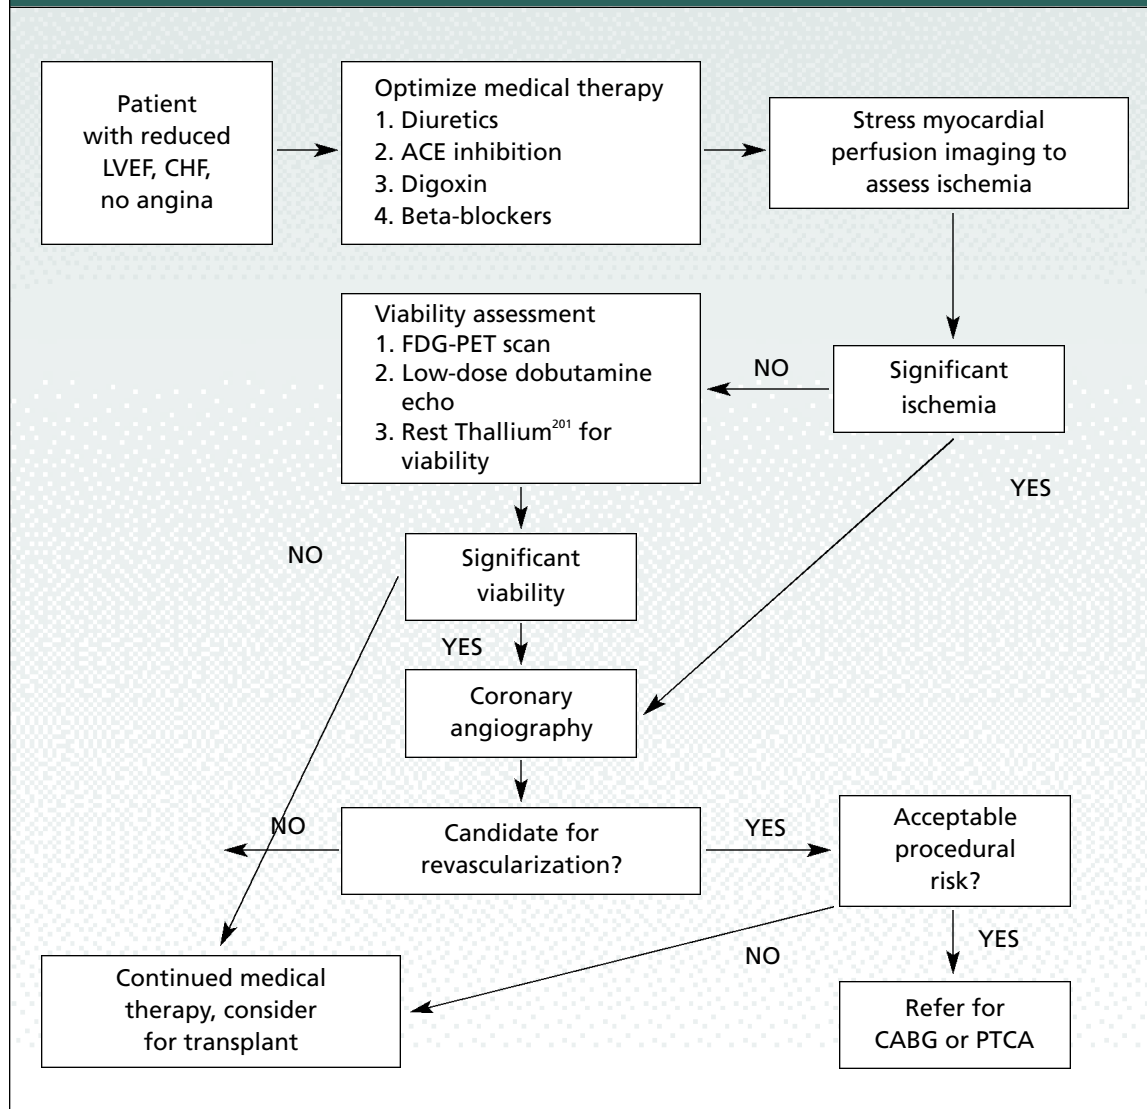 Patient
with reduced
LVEF, CHF,
no angina
Optimize medical therapy
1. Diuretics
2. ACE inhibition
3. Digoxin
4. Beta-blockers
Stress myocardial
perfusion imaging to
assess ischemia
Viability assessment
1. FDG-PET scan
2. Low-dose dobutamine
echo
3. Rest Thallium²⁰¹ for
viability
NO
Significant
ischemia
YES
NO
Significant
viability
YES
Coronary
angiography
NO
Candidate for
revascularization?
YES
Acceptable
procedural
risk?
YES
NO
Continued medical
therapy, consider
for transplant
Refer for
CABG or PTCA